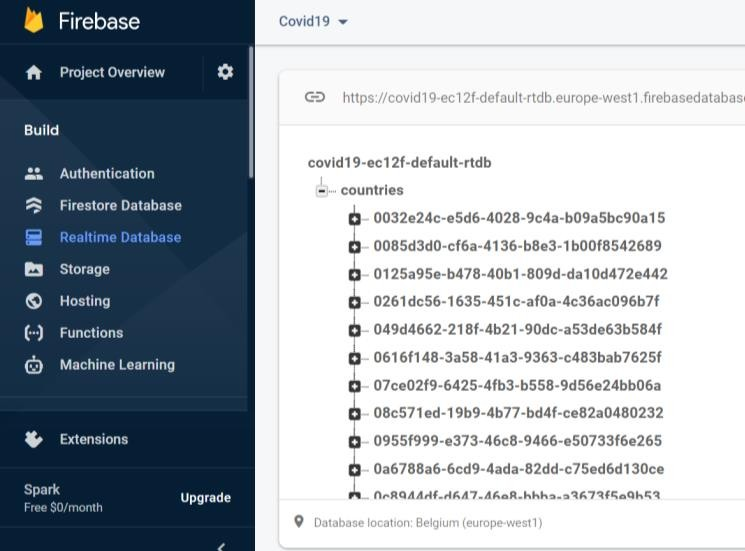 Firebase
Project Overview
Build
Authentication
Firestore Database
Realtime Database
Storage
Hosting
Functions
Machine Learning
Extensions
Spark
Free $0/month
Upgrade
Covid19
https://covid19-ec12f-default-rtdb.europe-west1.firebasedatabas
covid19-ec12f-default-rtdb
countries
0032e24c-e5d6-4028-9c4a-b09a5bc90a15
0085d3d0-cf6a-4136-b8e3-1b00f8542689
0125a95e-b478-40b1-809d-da10d472e442
0261dc56-1635-451c-af0a-4c36ac096b7f
049d4662-218f-4b21-90dc-a53de63b584f
0616f148-3a58-41a3-9363-c483bab7625f
07ce02f9-6425-4fb3-b558-9d56e24bb06a
08c571ed-19b9-4b77-bd4f-ce82a0480232
0955f999-e373-46c8-9466-e50733f6e265
0a6788a6-6cd9-4ada-82dd-c75ed6d130ce
0c8944df-d647-46e8-bbba-a3673f5e9b53
Database location: Belgium (europe-west1)